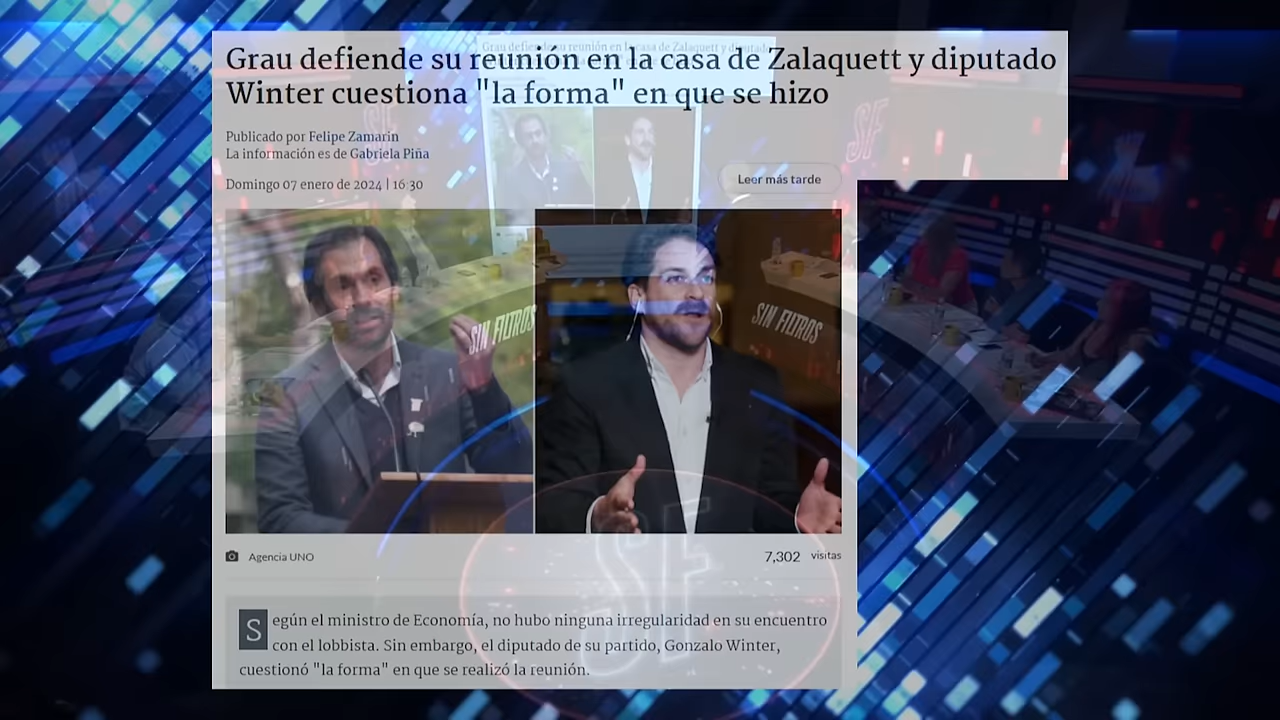 Grau defiende su reunión en la casa de Zalaquett y diputado
Winter cuestiona "la forma" en que se hizo
Publicado por Felipe Zamarin
La información es de Gabriela Piña
Domingo 07 enero de 2024 | 16:30
Leer más tarde
SF
SIN FILTROS
SIN FILTROS
Agencia UNO
7,302 visitas
SF
Según el ministro de Economía, no hubo ninguna irregularidad en su encuentro
con el lobbista. Sin embargo, el diputado de su partido, Gonzalo Winter,
cuestionó "la forma" en que se realizó la reunión.